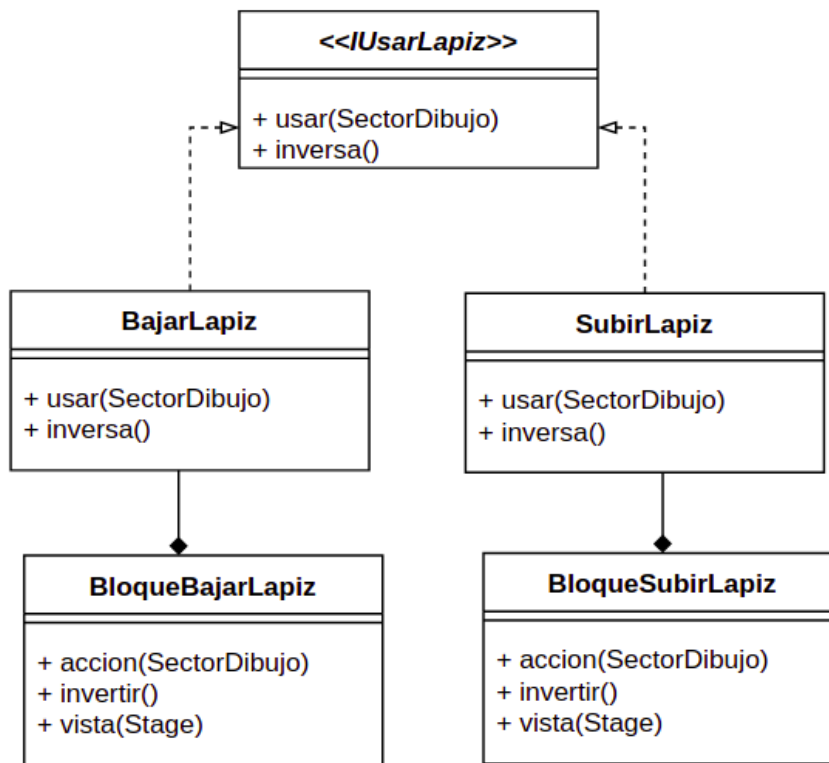 <<IUsarLapiz>>
+ usar(SectorDibujo)
+ inversa()
BajarLapiz
+ usar(SectorDibujo)
+ inversa()
SubirLapiz
+ usar(SectorDibujo)
+ inversa()
BloqueBajarLapiz
+ accion(SectorDibujo)
+ invertir()
+ vista(Stage)
BloqueSubirLapiz
+ accion(SectorDibujo)
+ invertir()
+ vista(Stage)